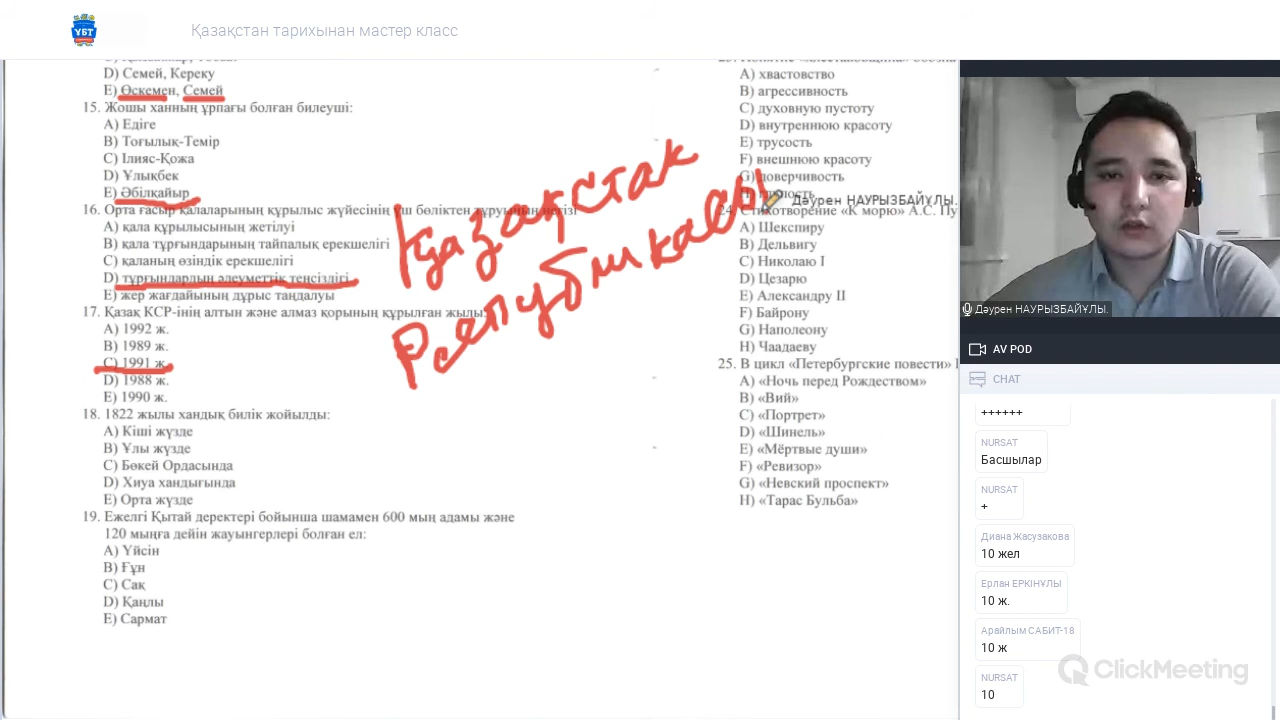 ҰБТ
Қазақстан тарихынан мастер класс
D) Семей, Кереку
E) Өскемен, Семей
15. Жошы ханның ұрпағы болған билеуші:
A) Едіге
B) Тоғылық-Темір
C) Ілияс-Қожа
D) Ұлықбек
E) Әбілқайыр
16. Орта ғасыр қалаларының құрылыс жүйесінің үш бөліктен тұруының негізі
A) қала құрылысының жетілуі
B) қала тұрғындарының тайпалық ерекшелігі
C) қаланың өзіндік ерекшелігі
D) тұрғындардың әлеуметтік теңсіздігі
E) жер жағдайының дұрыс таңдалуы
17. Қазақ КСР-інің алтын және алмаз қорының құрылған жылы:
A) 1992 ж.
B) 1989 ж.
C) 1991 ж.
D) 1988 ж.
E) 1990 ж.
18. 1822 жылы хандық билік жойылды:
A) Кіші жүзде
B) Ұлы жүзде
C) Бөкей Ордасында
D) Хиуа хандығында
E) Орта жүзде
19. Ежелгі Қытай деректері бойынша шамамен 600 мың адамы және
120 мыңға дейін жауынгерлері болған ел:
A) Үйсін
B) Ғұн
C) Сақ
D) Қаңлы
E) Сармат
Қазақстан
Республикасы
A) хвастовство
B) агрессивность
C) духовную пустоту
D) внутреннюю красоту
E) трусость
F) внешнюю красоту
G) доверчивость
Дәурен НАУРЫЗБАЙҰЛЫ.
24. Стихотворение «К морю» А.С. Пу
A) Шекспиру
B) Дельвигу
C) Николаю I
D) Цезарю
E) Александру II
F) Байрону
G) Наполеону
H) Чаадаеву
25. В цикл «Петербургские повести»
A) «Ночь перед Рождеством»
B) «Вий»
C) «Портрет»
D) «Шинель»
E) «Мёртвые души»
F) «Ревизор»
G) «Невский проспект»
H) «Тарас Бульба»
Дәурен НАУРЫЗБАЙҰЛЫ.
AV POD
CHAT
++++++
NURSAT
Басшылар
NURSAT
+
Диана Жасузакова
10 жел
Ерлан ЕРКІНҰЛЫ
10 ж.
Арайлым САБИТ-18
10 ж
NURSAT
10
ClickMeeting